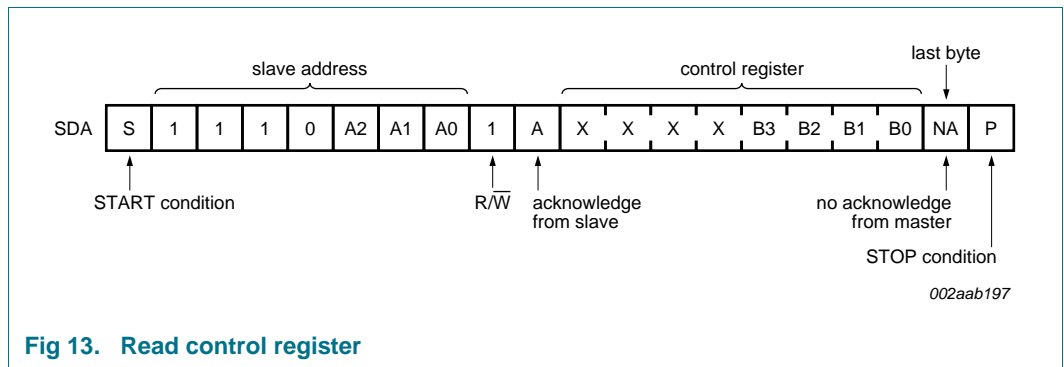 last byte
slave address control register
SDA S 1 1 1 0 A2 A1 A0 1 A X X X X B3 B2 B1 B0 NA P
START condition R/W̅ acknowledge from slave no acknowledge from master
STOP condition
002aab197
Fig 13. Read control register